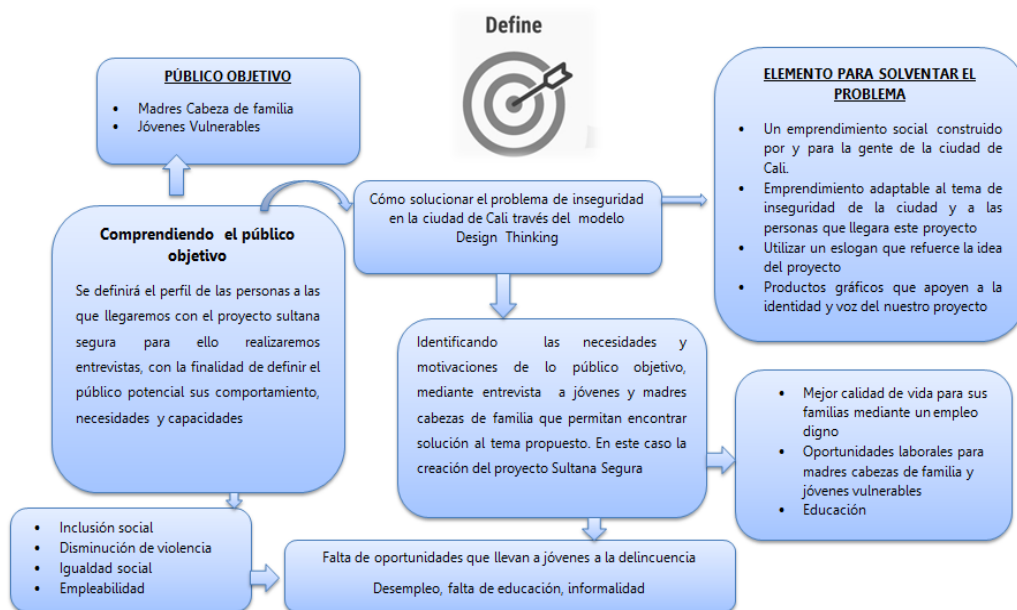 Define
PÚBLICO OBJETIVO
• Madres Cabeza de familia
• Jóvenes Vulnerables
ELEMENTO PARA SOLVENTAR EL
PROBLEMA
• Un emprendimiento social construido
por y para la gente de la ciudad de
Cali.
• Emprendimiento adaptable al tema de
inseguridad de la ciudad y a las
personas que llegara este proyecto
• Utilizar un eslogan que refuerce la idea
del proyecto
• Productos gráficos que apoyen a la
identidad y voz del nuestro proyecto
Cómo solucionar el problema de inseguridad
en la ciudad de Cali través del modelo
Design Thinking
Comprendiendo el público
objetivo
Se definirá el perfil de las personas a las
que llegaremos con el proyecto sultana
segura para ello realizaremos
entrevistas, con la finalidad de definir el
público potencial sus comportamiento,
necesidades y capacidades
Identificando las necesidades y
motivaciones de lo público objetivo,
mediante entrevista a jóvenes y madres
cabezas de familia que permitan encontrar
solución al tema propuesto. En este caso la
creación del proyecto Sultana Segura
• Mejor calidad de vida para sus
familias mediante un empleo
digno
• Oportunidades laborales para
madres cabezas de familia y
jóvenes vulnerables
• Educación
• Inclusión social
• Disminución de violencia
• Igualdad social
• Empleabilidad
Falta de oportunidades que llevan a jóvenes a la delincuencia
Desempleo, falta de educación, informalidad